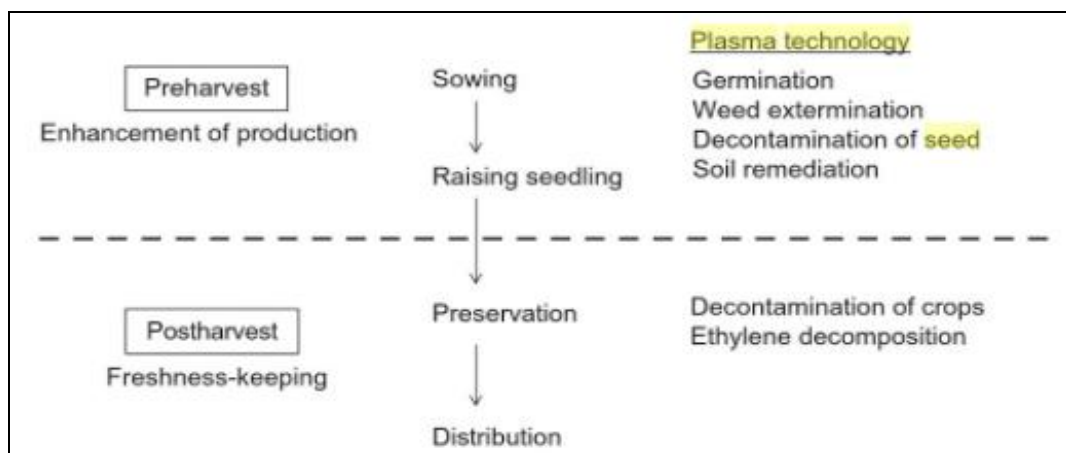 Plasma technology
Preharvest
Enhancement of production
Sowing
Raising seedling
Germination
Weed extermination
Decontamination of seed
Soil remediation
Postharvest
Freshness-keeping
Preservation
Distribution
Decontamination of crops
Ethylene decomposition